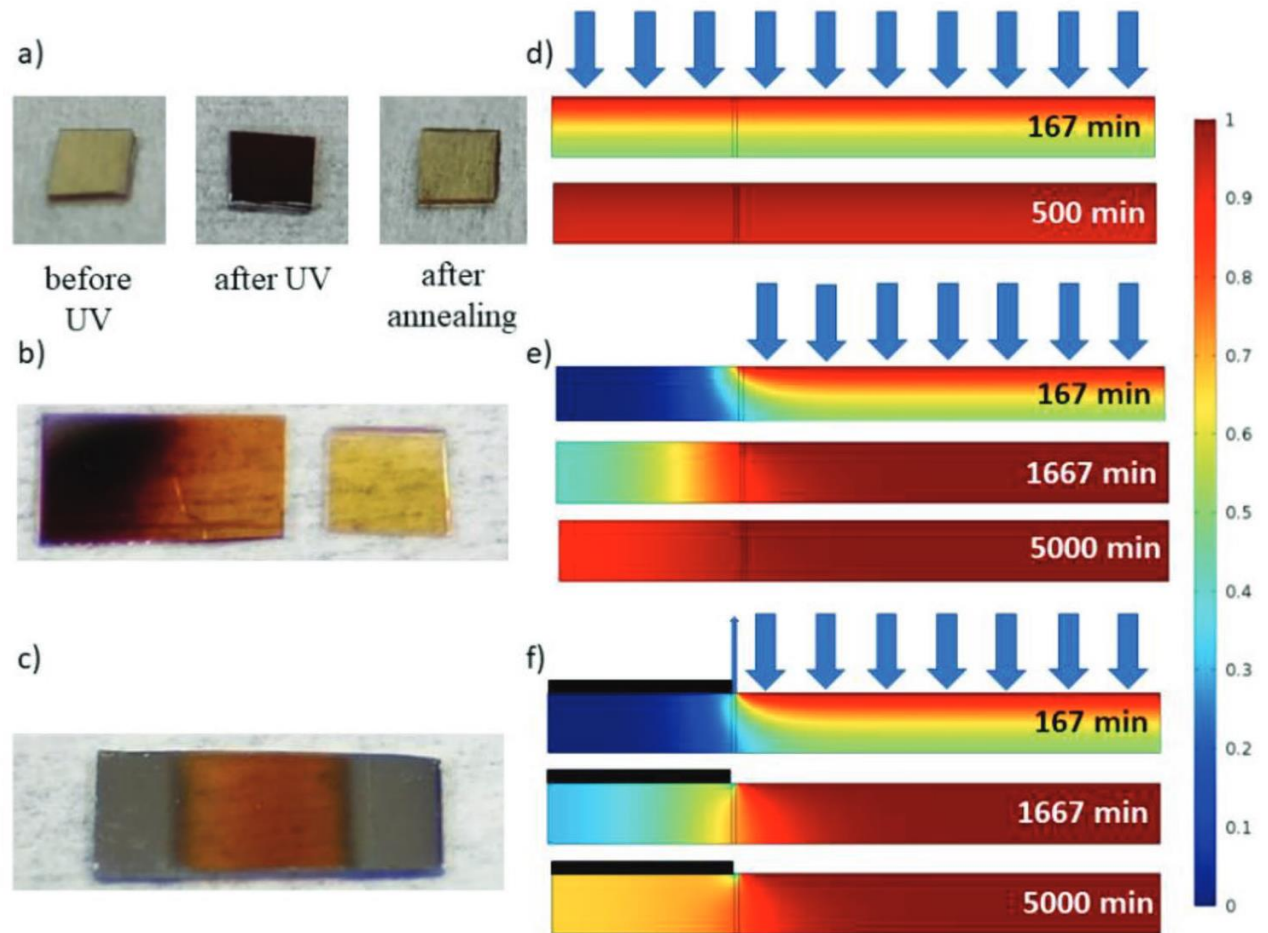 a)
before
UV
after UV
after
annealing
b)
c)
d)
167 min
500 min
e)
167 min
1667 min
5000 min
f)
167 min
1667 min
5000 min
1
0.9
0.8
0.7
0.6
0.5
0.4
0.3
0.2
0.1
0